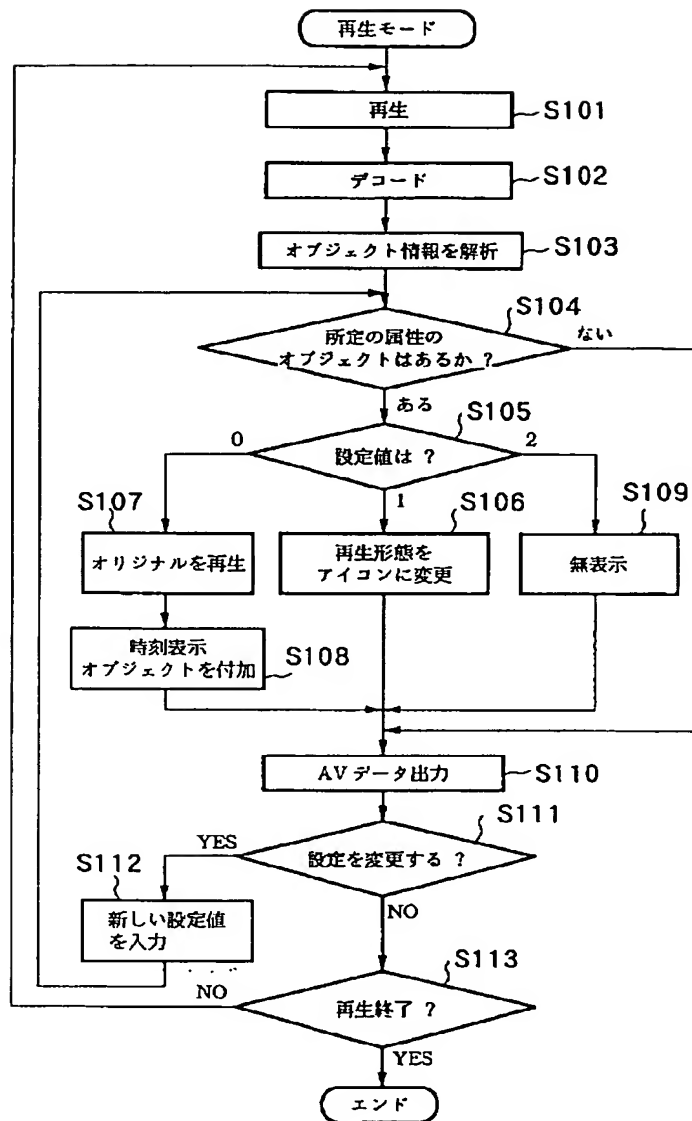 再生モード
再生
S101
デコード
S102
オブジェクト情報を解析
S103
S104
所定の属性の
オブジェクトはあるか ?
ない
ある
S105
0
設定値は ?
2
1
S107
オリジナルを再生
S106
再生形態を
アイコンに変更
S109
無表示
時刻表示
オブジェクトを付加
S108
AVデータ出力
S110
S111
YES
設定を変更する ?
S112
新しい設定値
を入力
NO
S113
NO
再生終了 ?
YES
エンド